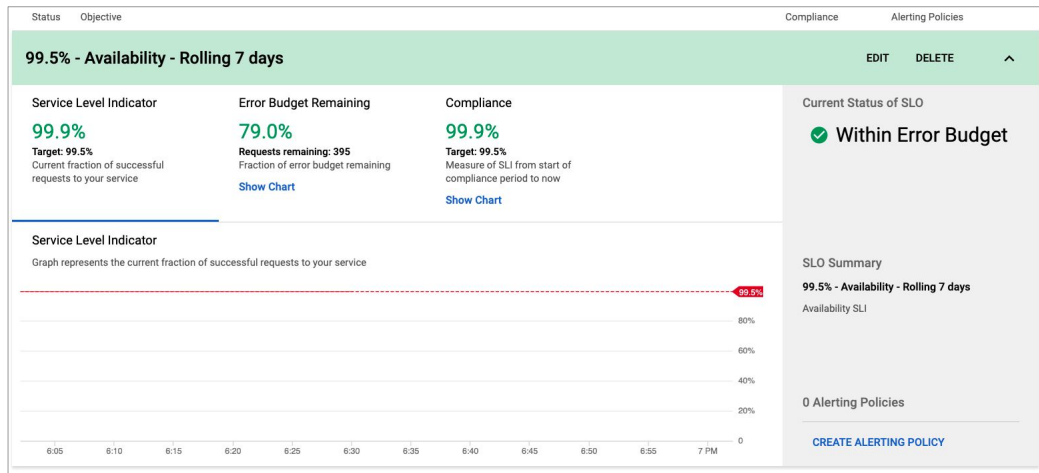 Status Objective Compliance Alerting Policies
99.5% - Availability - Rolling 7 days EDIT DELETE
Service Level Indicator
99.9%
Target: 99.5%
Current fraction of successful
requests to your service
Error Budget Remaining
79.0%
Requests remaining: 395
Fraction of error budget remaining
Show Chart
Compliance
99.9%
Target: 99.5%
Measure of SLI from start of
compliance period to now
Show Chart
Current Status of SLO
Within Error Budget
Service Level Indicator
Graph represents the current fraction of successful requests to your service
99.5%
80%
60%
40%
20%
0
6:05 6:10 6:15 6:20 6:25 6:30 6:35 6:40 6:45 6:50 6:55 7 PM
SLO Summary
99.5% - Availability - Rolling 7 days
Availability SLI
0 Alerting Policies
CREATE ALERTING POLICY